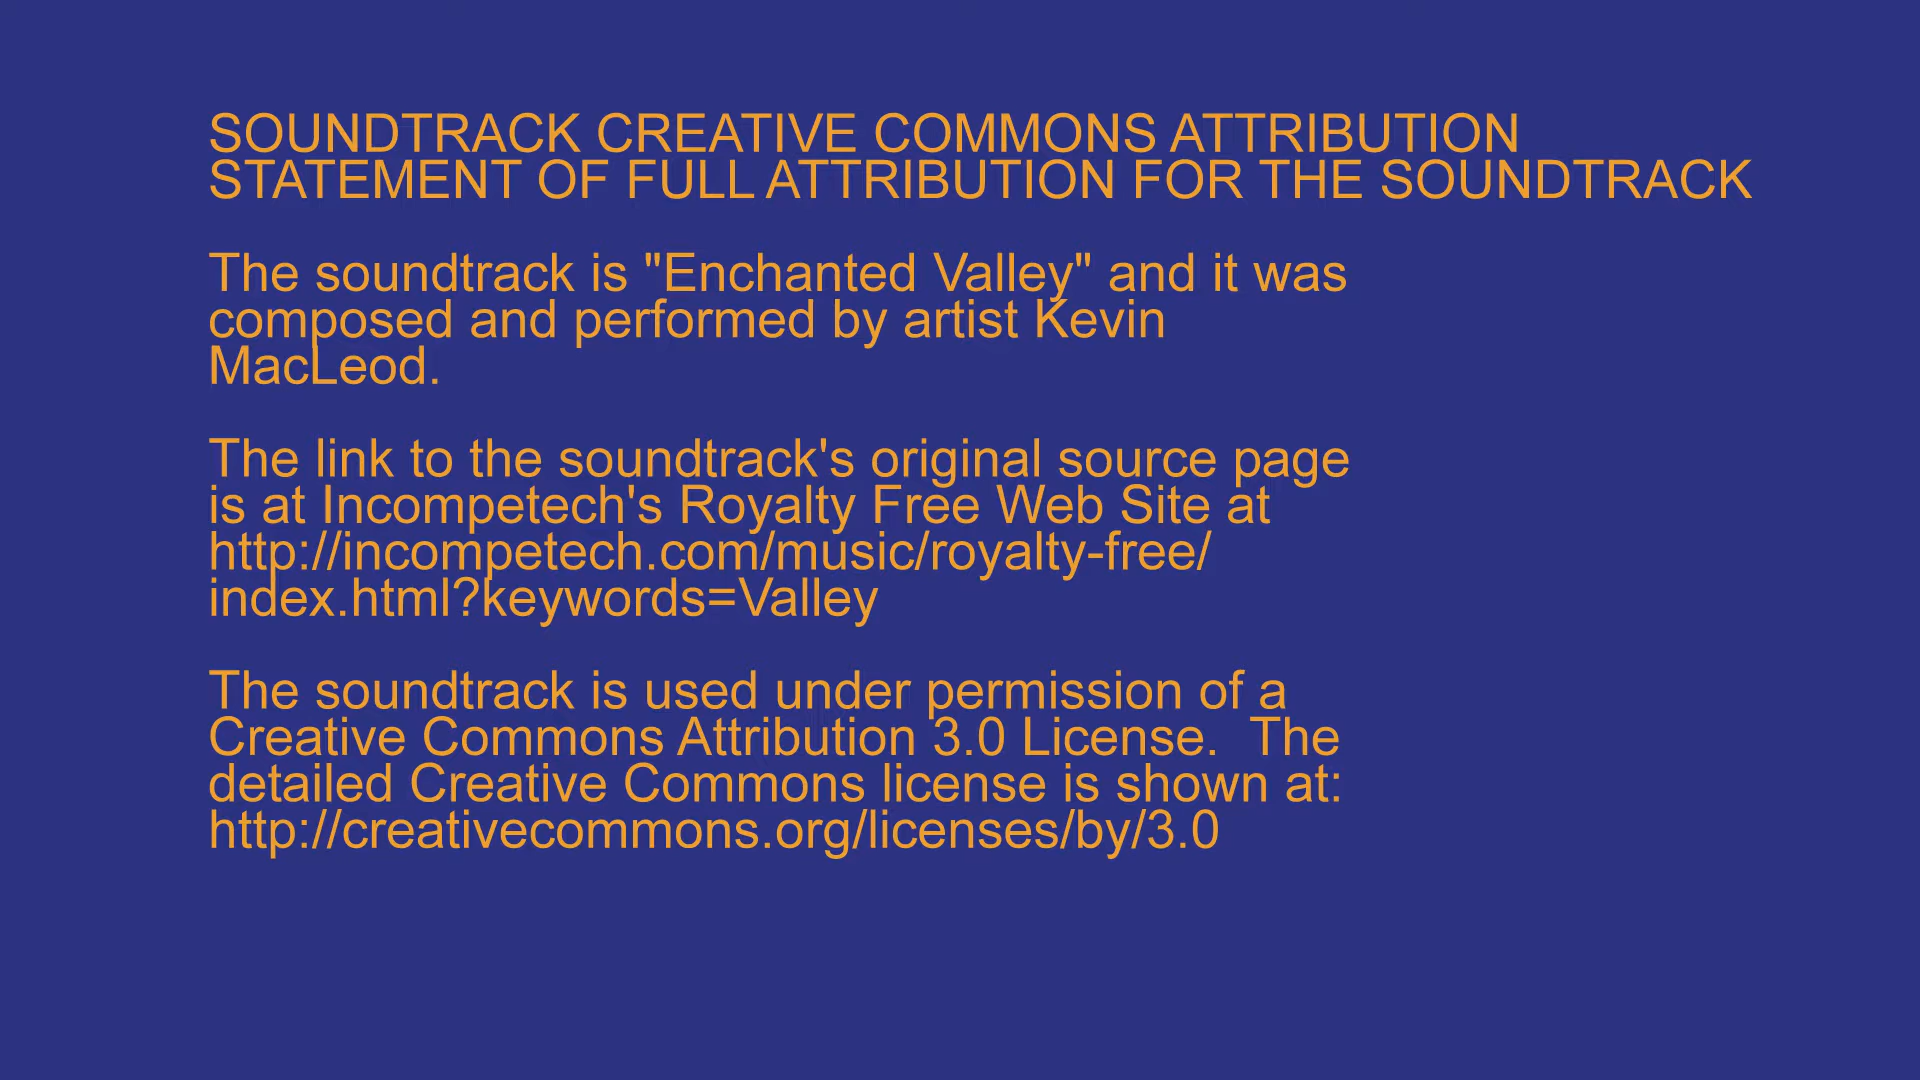 SOUNDTRACK CREATIVE COMMONS ATTRIBUTION
STATEMENT OF FULL ATTRIBUTION FOR THE SOUNDTRACK
The soundtrack is "Enchanted Valley" and it was
composed and performed by artist Kevin
MacLeod.
The link to the soundtrack's original source page
is at Incompetech's Royalty Free Web Site at
http://incompetech.com/music/royalty-free/
index.html?keywords=Valley
The soundtrack is used under permission of a
Creative Commons Attribution 3.0 License.  The
detailed Creative Commons license is shown at:
http://creativecommons.org/licenses/by/3.0